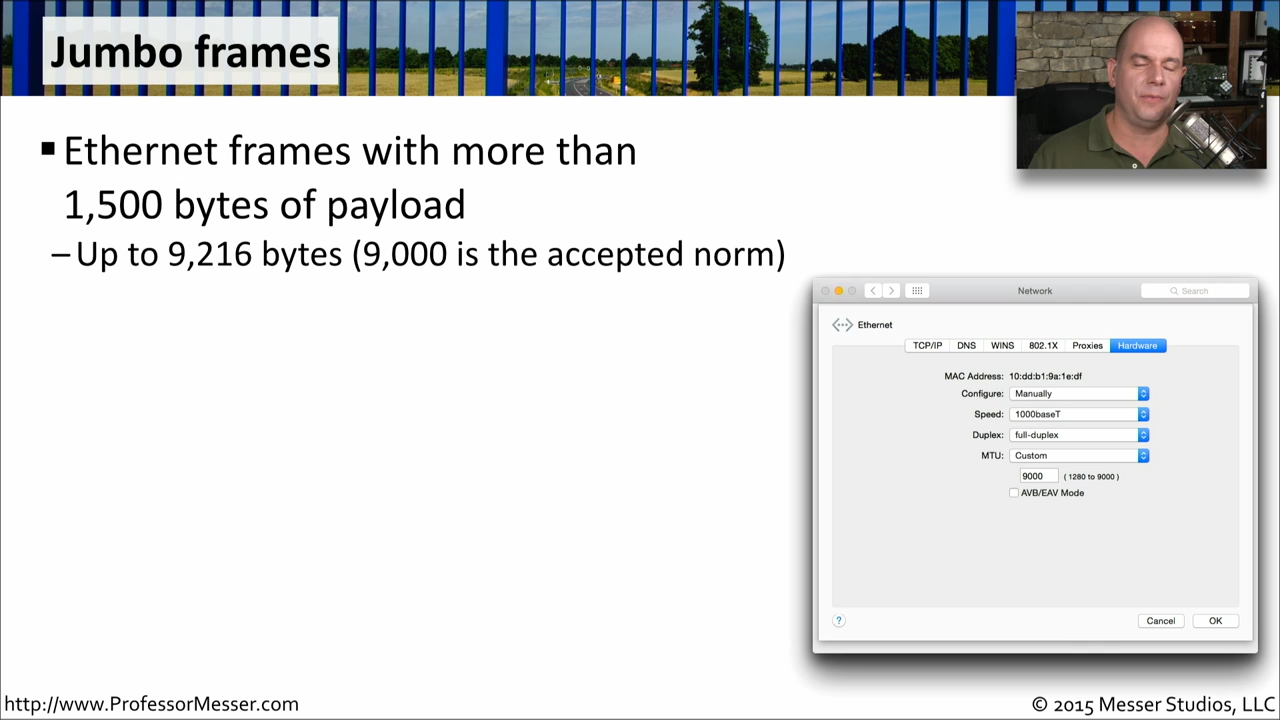 Jumbo frames
▪ Ethernet frames with more than
1,500 bytes of payload
– Up to 9,216 bytes (9,000 is the accepted norm)
Network
Search
Ethernet
TCP/IP DNS WINS 802.1X Proxies Hardware
MAC Address: 10:dd:b1:9a:1e:df
Configure: Manually
Speed: 1000baseT
Duplex: full-duplex
MTU: Custom
9000 ( 1280 to 9000 )
AVB/EAV Mode
? Cancel OK
http://www.ProfessorMesser.com
© 2015 Messer Studios, LLC